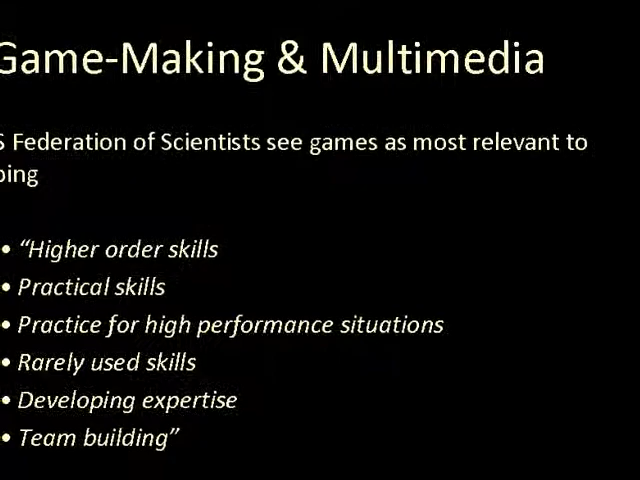 Game-Making & Multimedia
S Federation of Scientists see games as most relevant to
ping
• “Higher order skills
• Practical skills
• Practice for high performance situations
• Rarely used skills
• Developing expertise
• Team building”